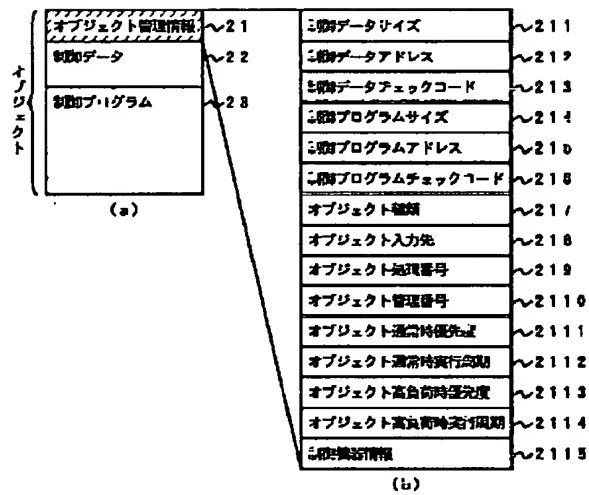 オブジェクト
オブジェクト管理情報 21
制御データ 22
制御プログラム 23
(a)
制御データサイズ 211
制御データアドレス 212
制御データチェックコード 213
制御プログラムサイズ 214
制御プログラムアドレス 215
制御プログラムチェックコード 216
オブジェクト種類 217
オブジェクト入力先 218
オブジェクト処理番号 219
オブジェクト管理番号 2110
オブジェクト通常時優先度 2111
オブジェクト通常時実行周期 2112
オブジェクト高負荷時優先度 2113
オブジェクト高負荷時実行周期 2114
機器情報 2115
(b)